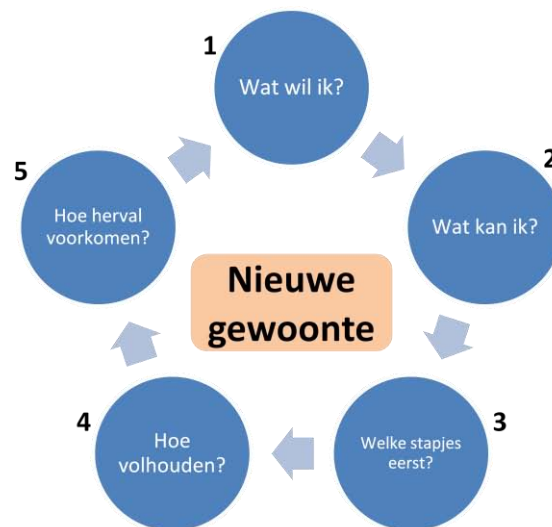 1
Wat wil ik?
2
Wat kan ik?
3
Welke stapjes
eerst?
4
Hoe
volhouden?
5
Hoe herval
voorkomen?
Nieuwe
gewoonte